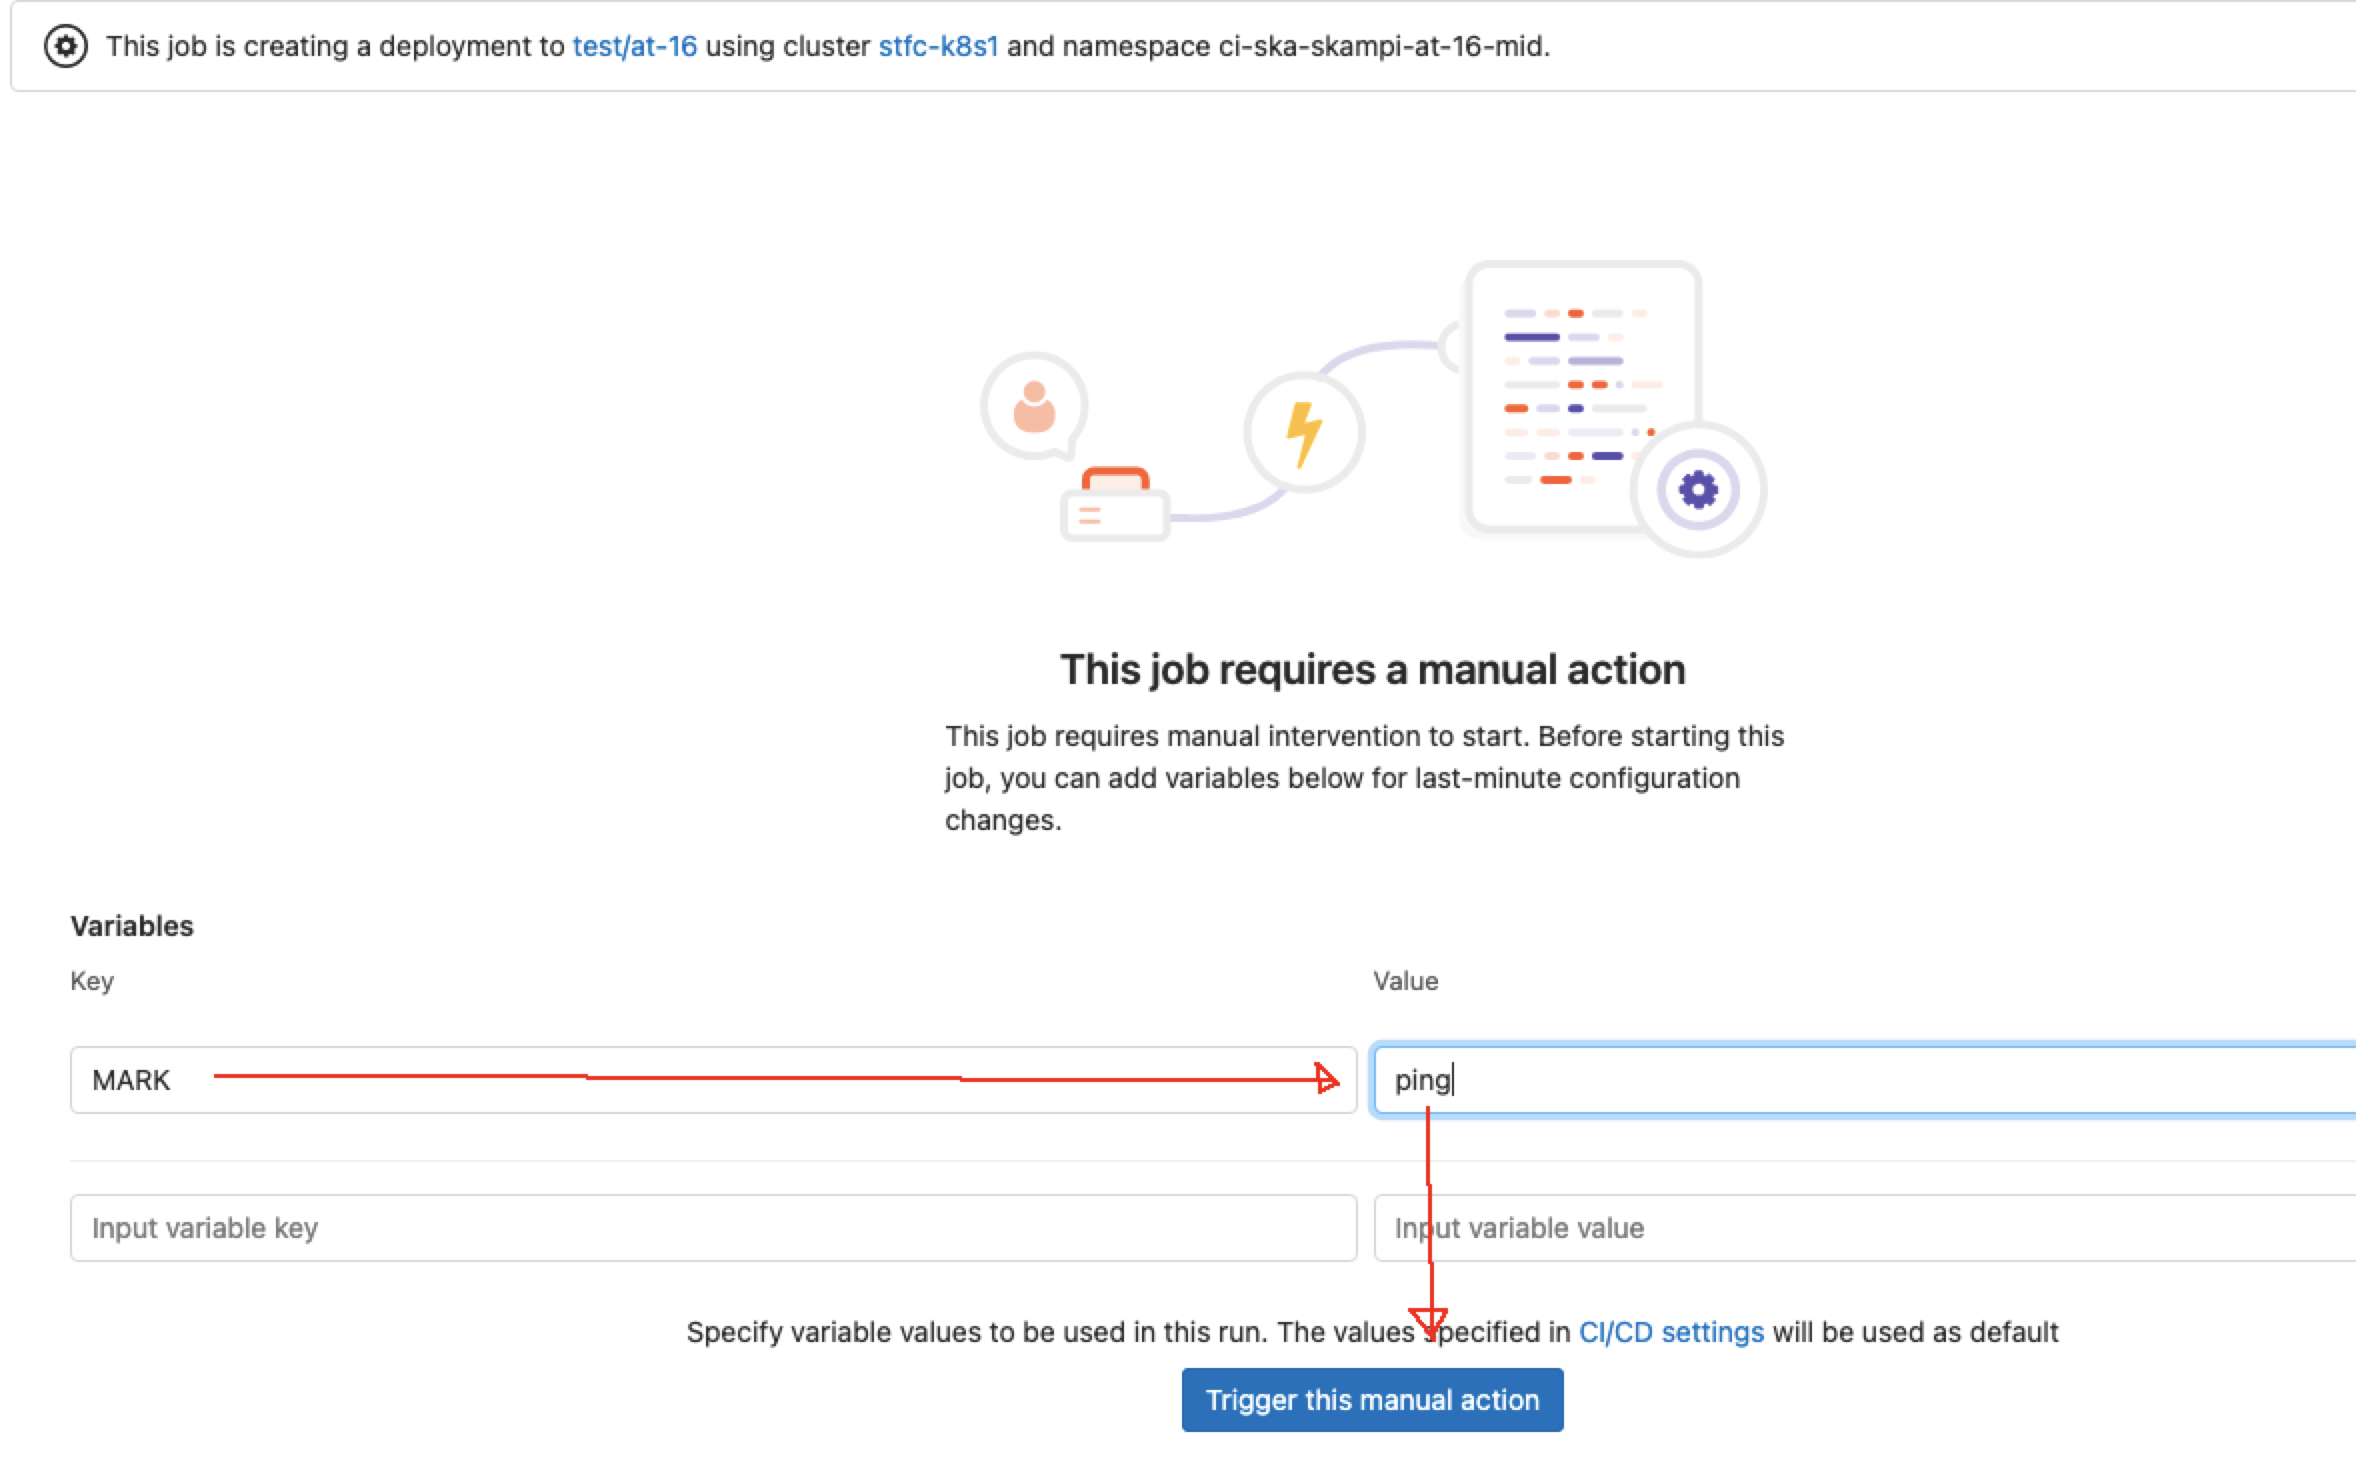 This job is creating a deployment to test/at-16 using cluster stfc-k8s1 and namespace ci-ska-skampi-at-16-mid.
This job requires a manual action
This job requires manual intervention to start. Before starting this
job, you can add variables below for last-minute configuration
changes.
Variables
Key Value
MARK ping
Input variable key Input variable value
Specify variable values to be used in this run. The values specified in CI/CD settings will be used as default
Trigger this manual action